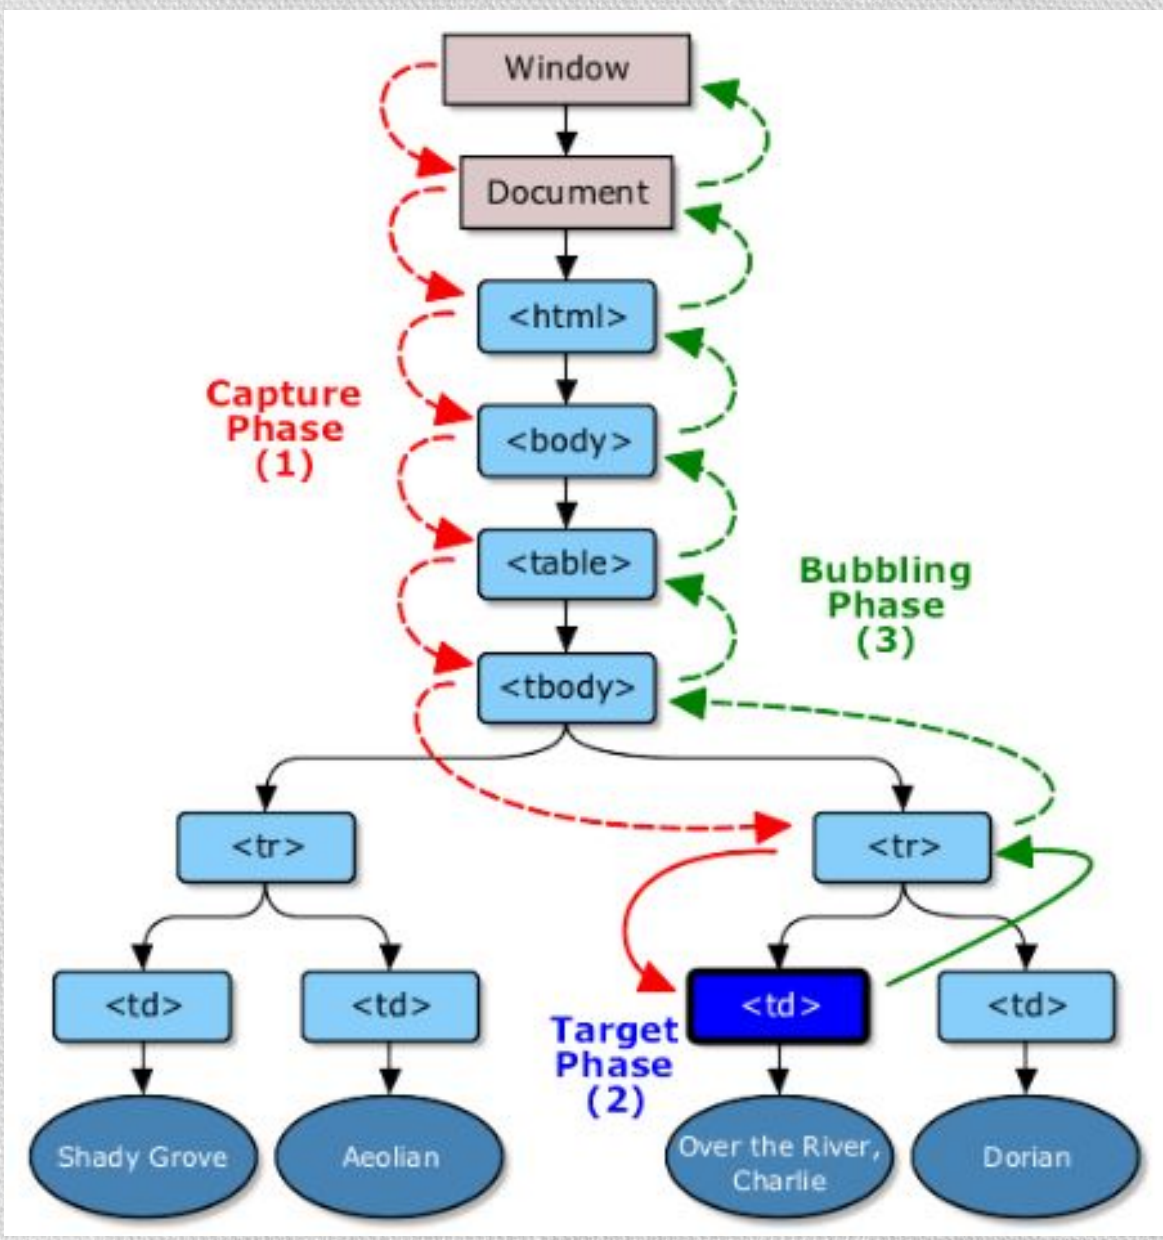 Window
Document
<html>
Capture
Phase
(1)
<body>
<table>
Bubbling
Phase
(3)
<tbody>
<tr>
<tr>
<td>
<td>
<td>
<td>
Target
Phase
(2)
Shady Grove
Aeolian
Over the River,
Charlie
Dorian